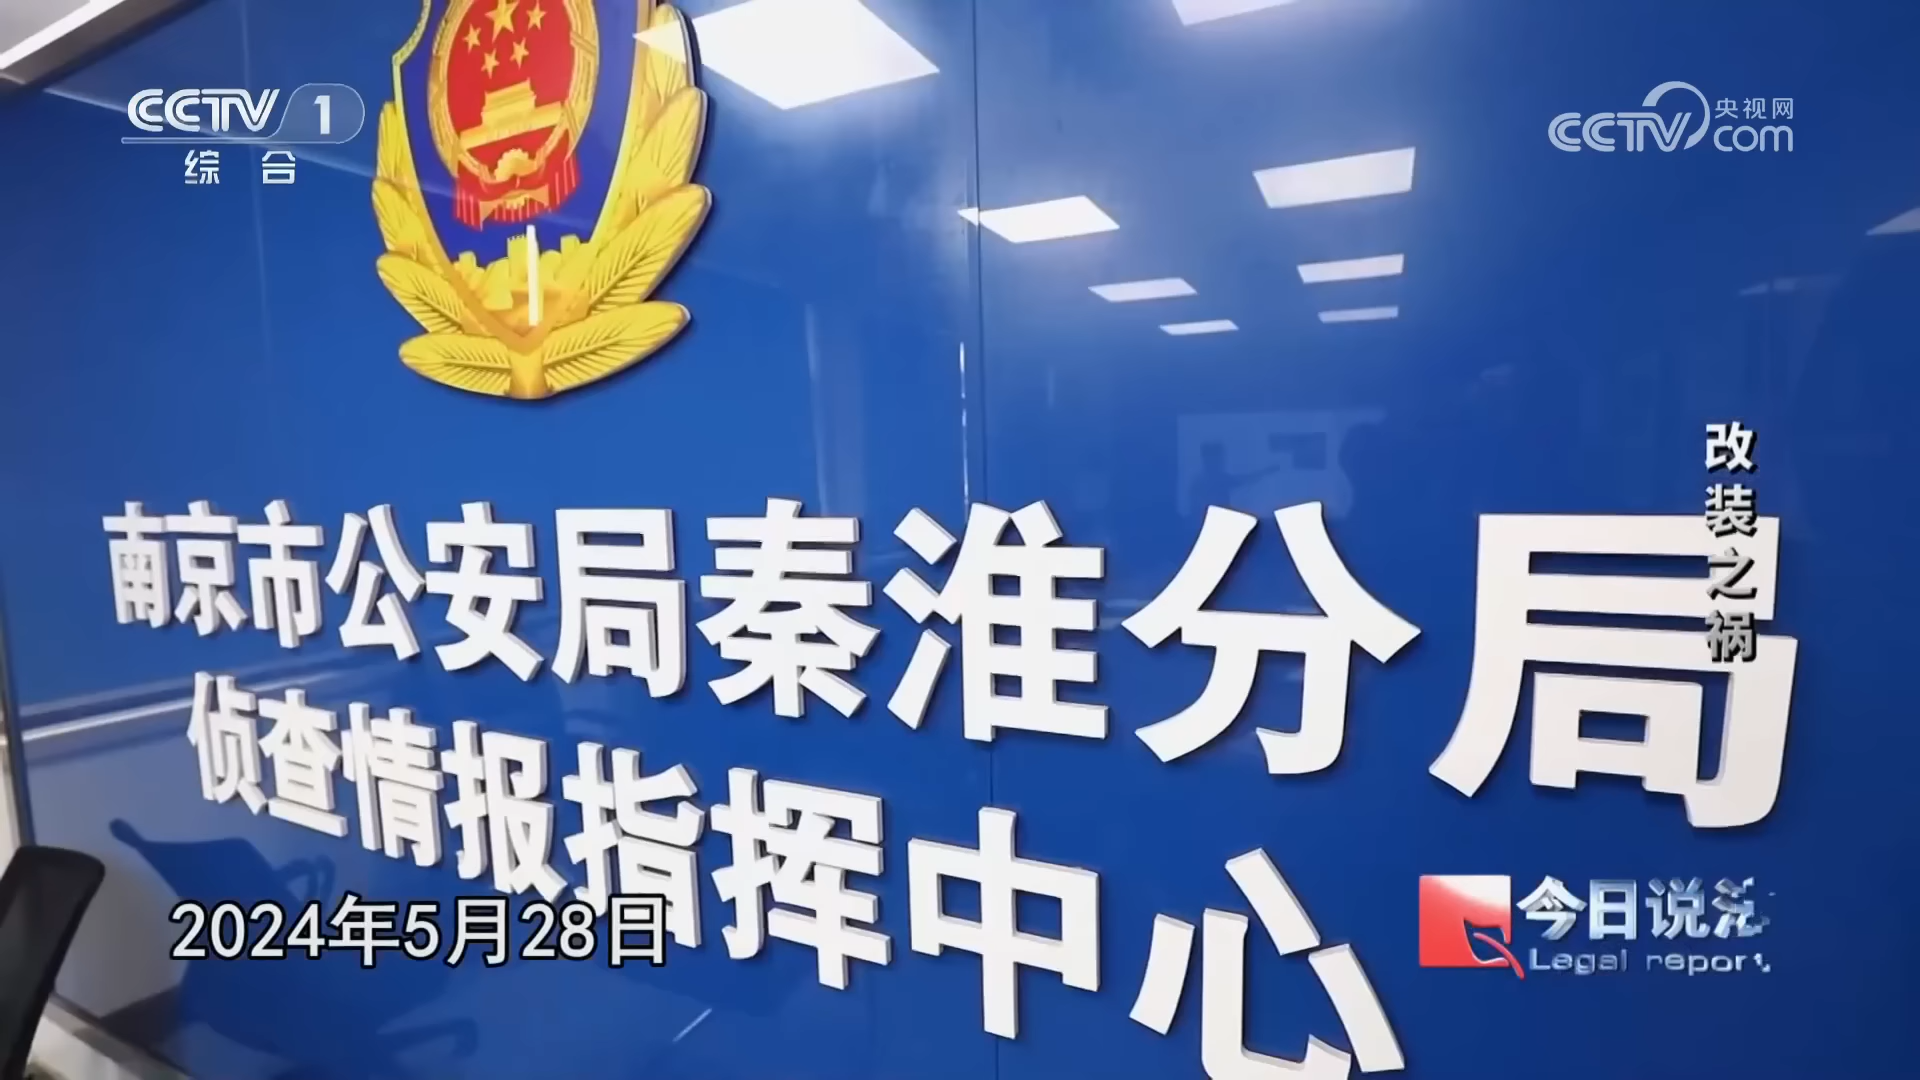 CCTV 1
综合
央视网
CCTV.com
改装之祸
南京市公安局秦淮分局
侦查情报指挥中心
2024年5月28日
今日说法
Legal report